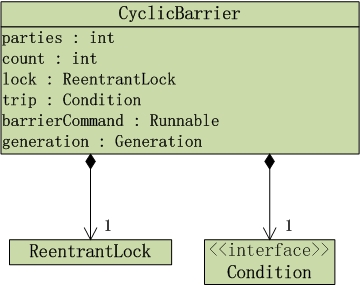 CyclicBarrier
parties : int
count : int
lock : ReentrantLock
trip : Condition
barrierCommand : Runnable
generation : Generation
1
1
ReentrantLock
<<interface>>
Condition